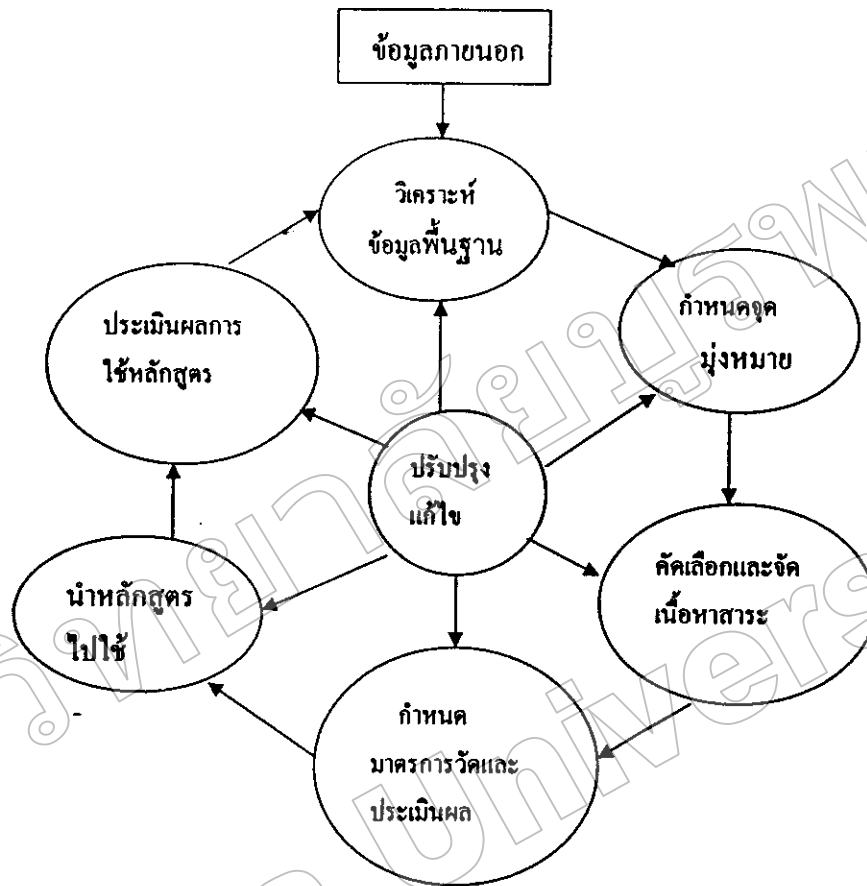 ข้อมูลภายนอก
วิเคราะห์
ข้อมูลพื้นฐาน
กำหนดจุด
มุ่งหมาย
ประเมินผลการ
ใช้หลักสูตร
ปรับปรุง
แก้ไข
คัดเลือกและจัด
เนื้อหาสาระ
นำหลักสูตร
ไปใช้
กำหนด
มาตรการวัดและ
ประเมินผล
Univers